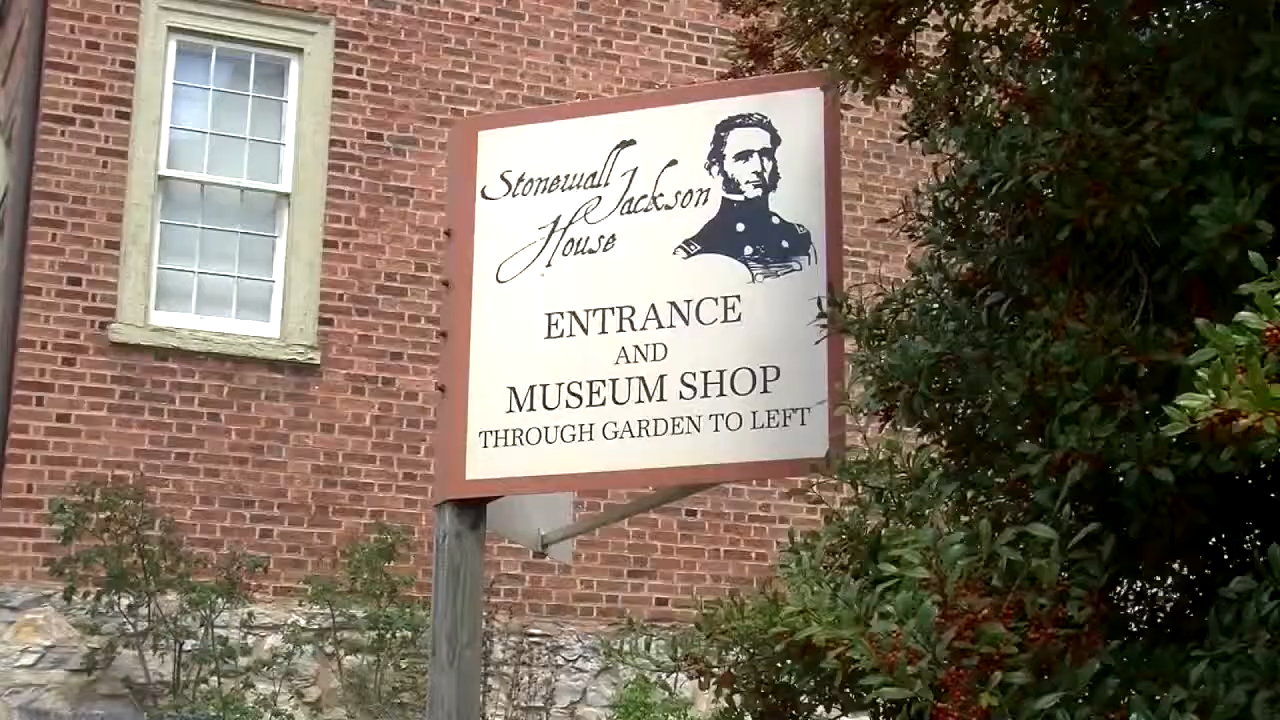 Stonewall Jackson
House
ENTRANCE
AND
MUSEUM SHOP
THROUGH GARDEN TO LEFT